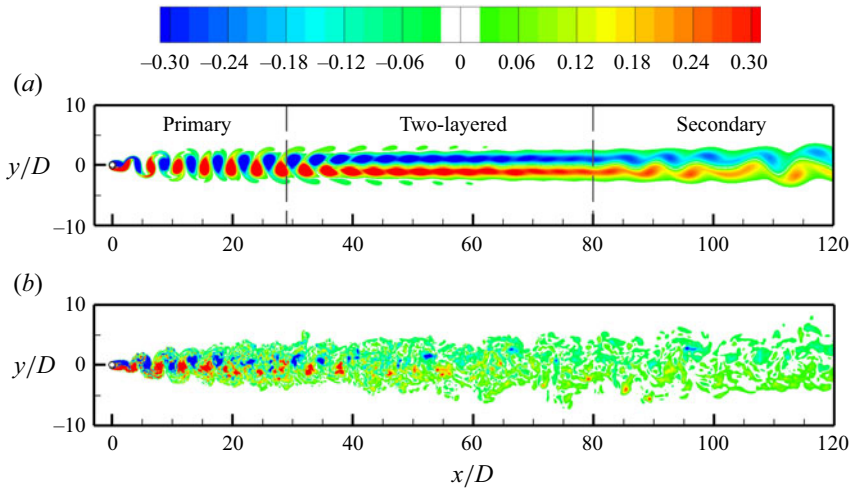 –0.30 –0.24 –0.18 –0.12 –0.06 0 0.06 0.12 0.18 0.24 0.30
(a)
10
Primary Two-layered Secondary
y/D 0
–10
0 20 40 60 80 100 120
(b)
10
y/D 0
–10
0 20 40 60 80 100 120
x/D